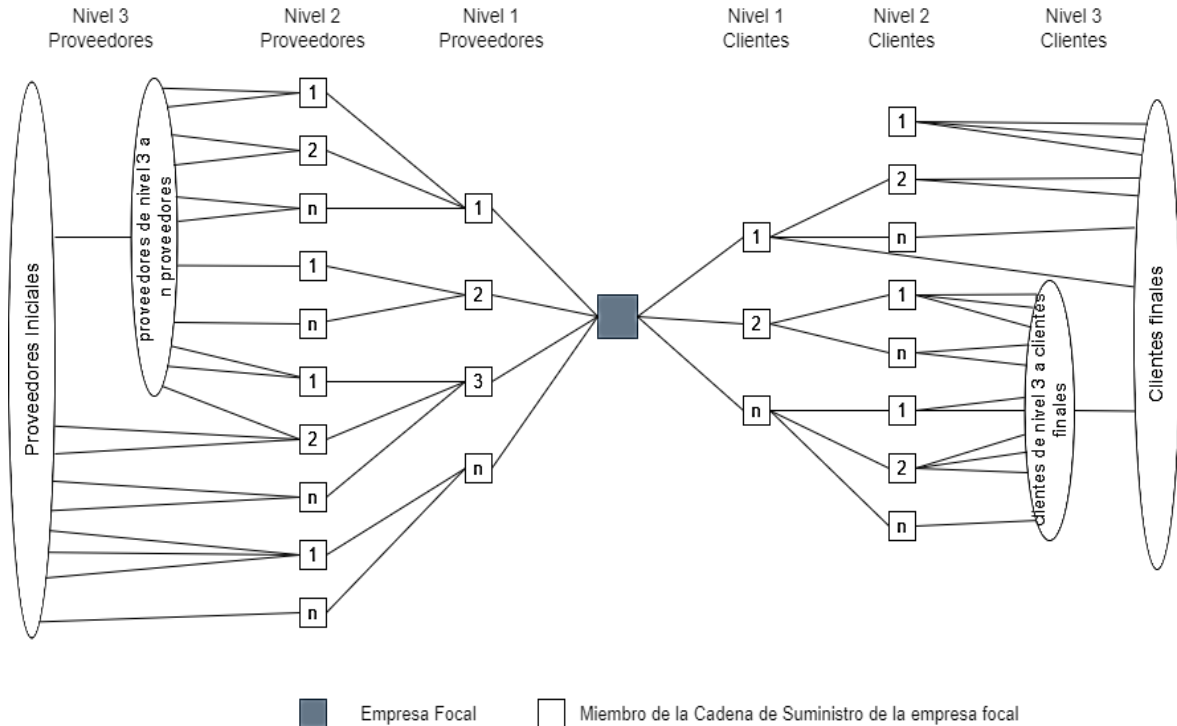 Nivel 3
Proveedores
Nivel 2
Proveedores
Nivel 1
Proveedores
Nivel 1
Clientes
Nivel 2
Clientes
Nivel 3
Clientes
Proveedores Iniciales
proveedores de nivel 3 a
n proveedores
1
2
n
1
n
1
2
n
1
n
1
2
3
n
1
2
n
1
2
n
1
n
1
2
n
clientes de nivel 3 a clientes
finales
Clientes finales
Empresa Focal
Miembro de la Cadena de Suministro de la empresa focal